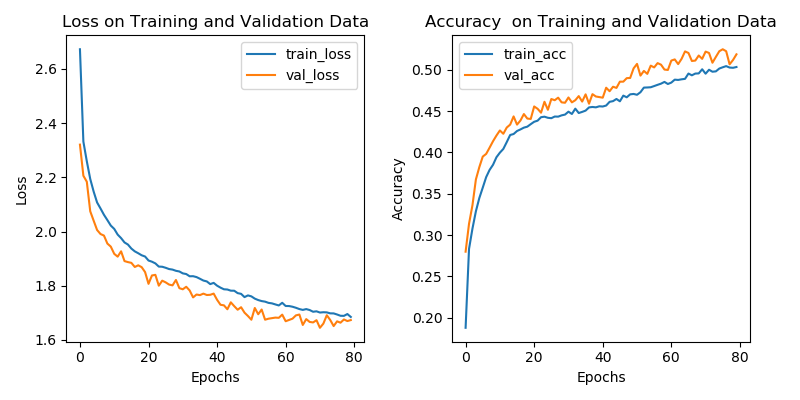 Loss on Training and Validation Data
2.6
2.4
2.2
2.0
1.8
1.6
Loss
0
20
40
60
80
Epochs
train_loss
val_loss
Accuracy  on Training and Validation Data
0.50
0.45
0.40
0.35
0.30
0.25
0.20
Accuracy
0
20
40
60
80
Epochs
train_acc
val_acc